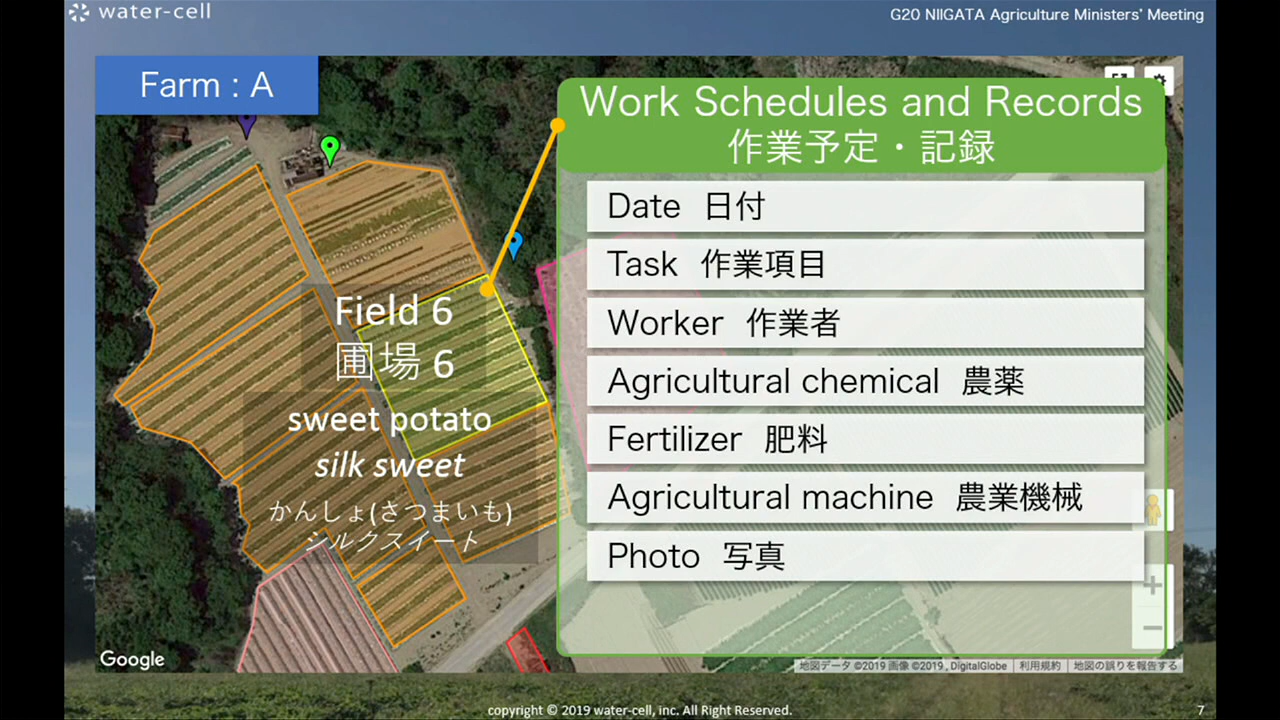 water-cell
G20 NIIGATA Agriculture Ministers' Meeting
Farm : A
Work Schedules and Records
作業予定・記録
Date 日付
Task 作業項目
Worker 作業者
Agricultural chemical 農薬
Fertilizer 肥料
Agricultural machine 農業機械
Photo 写真
Field 6
圃場 6
sweet potato
silk sweet
かんしょ(さつまいも)
シルクスイート
Google
地図データ ©2019 画像 ©2019 , DigitalGlobe
利用規約
地図の誤りを報告する
copyright © 2019 water-cell, inc. All Right Reserved.
7